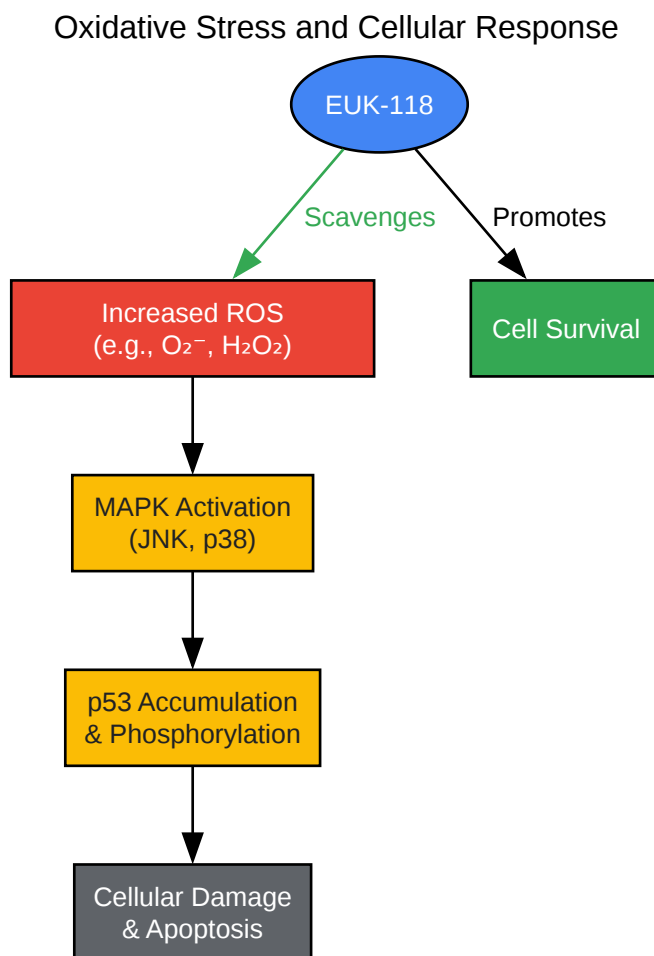 Oxidative Stress and Cellular Response
EUK-118
Scavenges
Promotes
Increased ROS
(e.g., O₂⁻, H₂O₂)
Cell Survival
MAPK Activation
(JNK, p38)
p53 Accumulation
& Phosphorylation
Cellular Damage
& Apoptosis